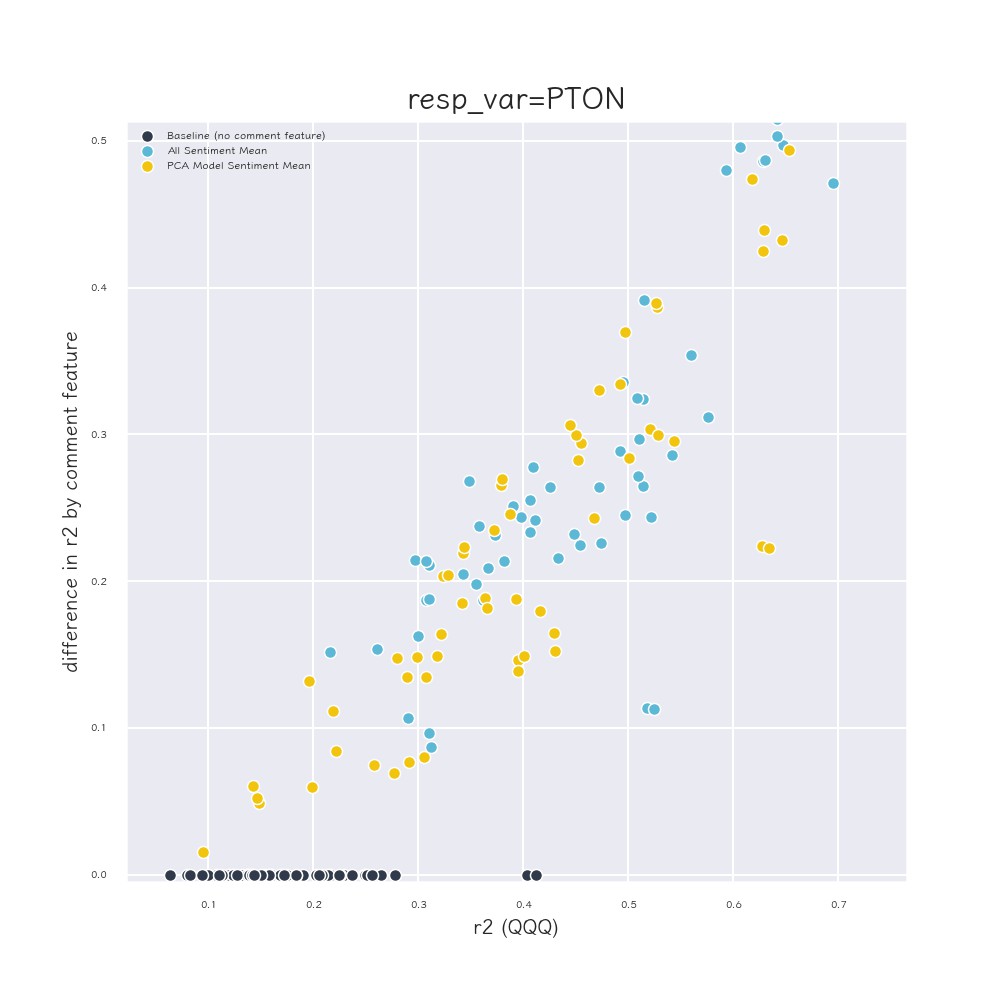 resp_var=PTON
Baseline (no comment feature)
All Sentiment Mean
PCA Model Sentiment Mean
difference in r2 by comment feature
0.5
0.4
0.3
0.2
0.1
0.0
0.1 0.2 0.3 0.4 0.5 0.6 0.7
r2 (QQQ)